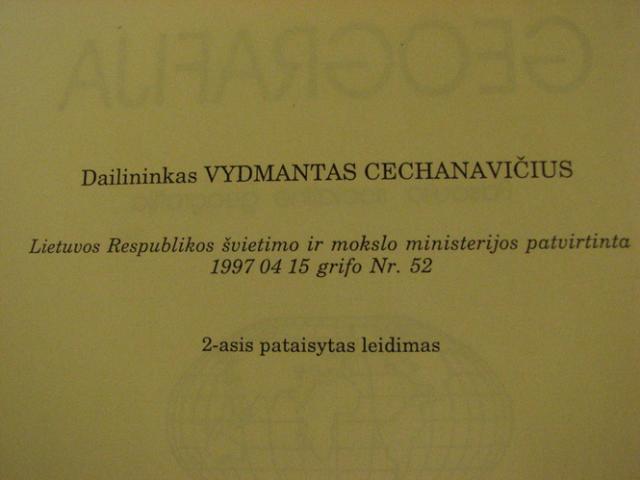 GEOGRAFIJA
Dailininkas VYDMANTAS CECHANAVIČIUS
Lietuvos Respublikos švietimo ir mokslo ministerijos patvirtinta
1997 04 15 grifo Nr. 52
2-asis pataisytas leidimas